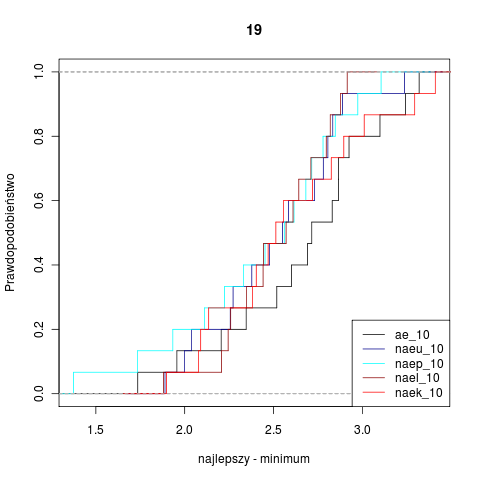 19
Prawdopodobieństwo
1.0
0.8
0.6
0.4
0.2
0.0
ae_10
naeu_10
naep_10
nael_10
naek_10
1.5 2.0 2.5 3.0
najlepszy - minimum